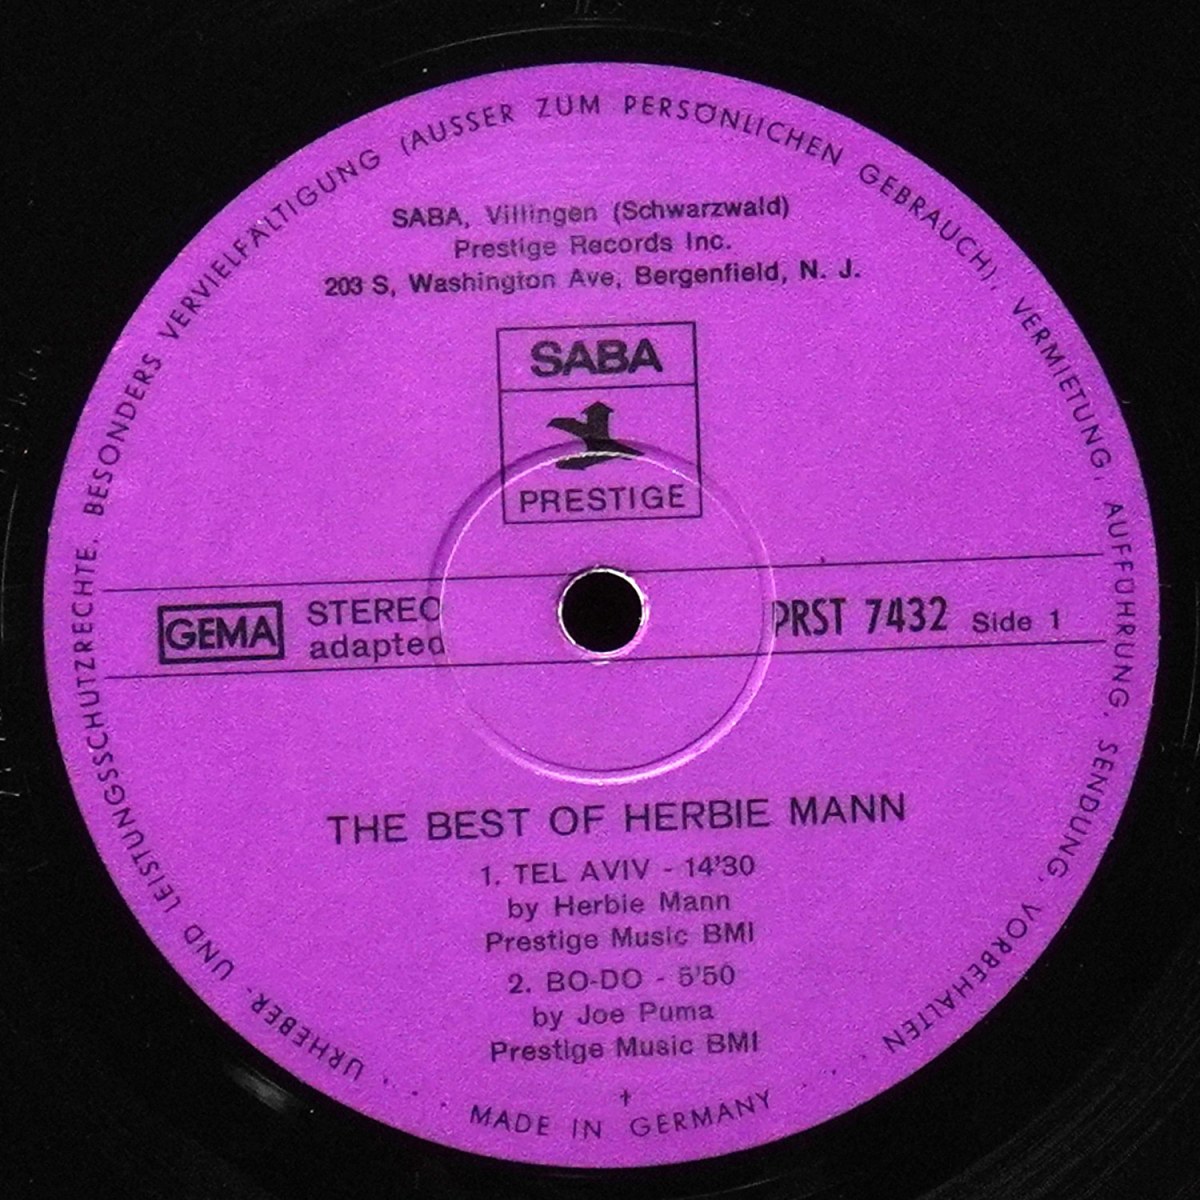 URHEBER- UND LEISTUNGSSCHUTZRECHTE, BESONDERS VERVIELFÄLTIGUNG (AUSSER ZUM PERSÖNLICHEN GEBRAUCH), VERMIETUNG, AUFFÜHRUNG, SENDUNG, VORBEHALTEN
SABA, Villingen (Schwarzwald)
Prestige Records Inc.
203 S, Washington Ave, Bergenfield, N. J.
SABA
PRESTIGE
GEMA
STEREO
adapted
PRST 7432 Side 1
THE BEST OF HERBIE MANN
1. TEL AVIV - 14'30
by Herbie Mann
Prestige Music BMI
2. BO-DO - 5'50
by Joe Puma
Prestige Music BMI
MADE IN GERMANY